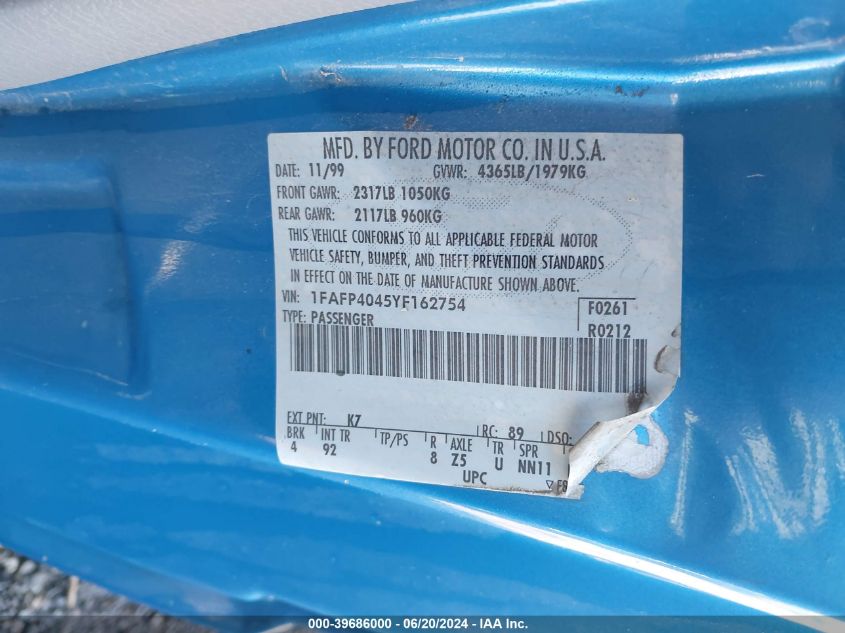 MFD. BY FORD MOTOR CO. IN U.S.A.
DATE: 11/99 GVWR: 4365LB/1979KG
FRONT GAWR: 2317LB 1050KG
REAR GAWR: 2117LB 960KG
THIS VEHICLE CONFORMS TO ALL APPLICABLE FEDERAL MOTOR
VEHICLE SAFETY, BUMPER, AND THEFT PREVENTION STANDARDS
IN EFFECT ON THE DATE OF MANUFACTURE SHOWN ABOVE.
VIN: 1FAFP4045YF162754 F0261
TYPE: PASSENGER R0212
EXT PNT: K7 RC: 89 DSO:
BRK INT TR TP/PS R AXLE TR SPR
4 92 8 Z5 U NN11
UPC
000-39686000 - 06/20/2024 - IAA Inc.